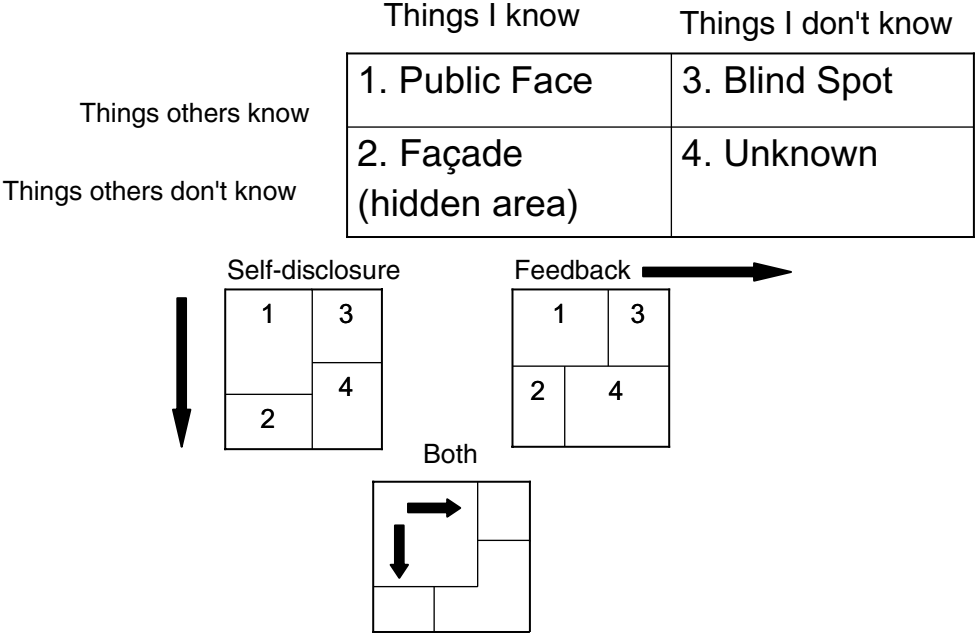 Things I know
Things I don't know
Things others know
1. Public Face
3. Blind Spot
Things others don't know
2. Façade
(hidden area)
4. Unknown
Self-disclosure
Feedback
1
3
4
2
1
3
2
4
Both